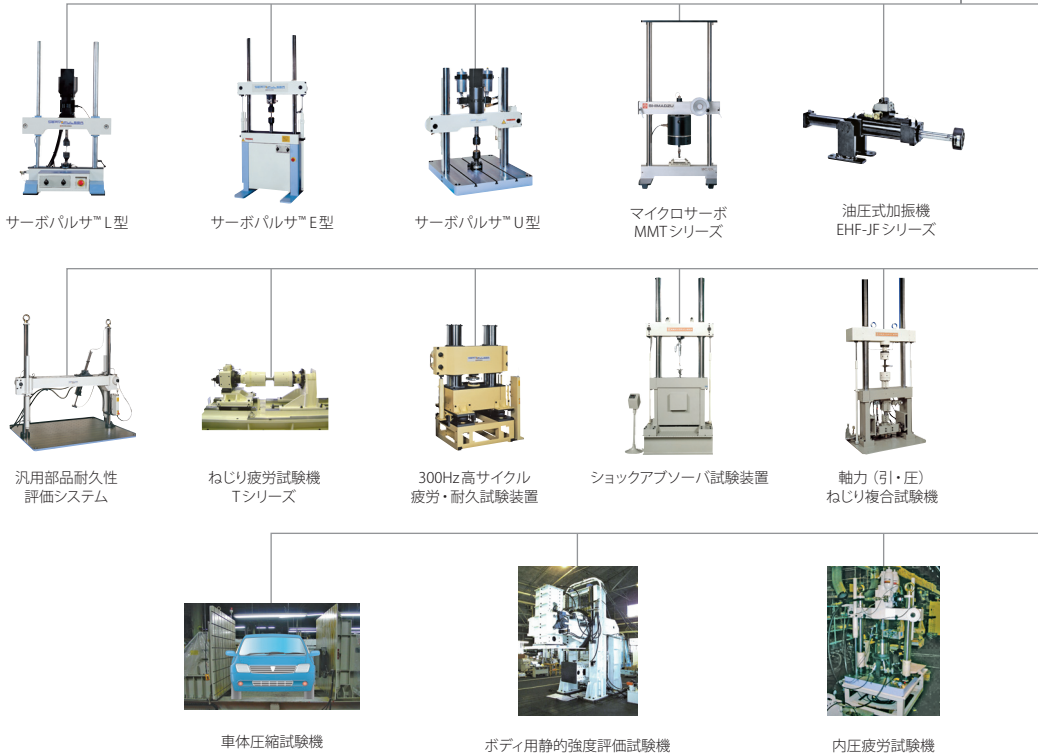 サーボパルサ™ L型
サーボパルサ™ E型
サーボパルサ™ U型
マイクロサーボ
MMTシリーズ
油圧式加振機
EHF-JFシリーズ
汎用部品耐久性
評価システム
ねじり疲労試験機
Tシリーズ
300Hz高サイクル
疲労・耐久試験装置
ショックアブソーバ試験装置
軸力（引・圧）
ねじり複合試験機
車体圧縮試験機
ボディ用静的強度評価試験機
内圧疲労試験機